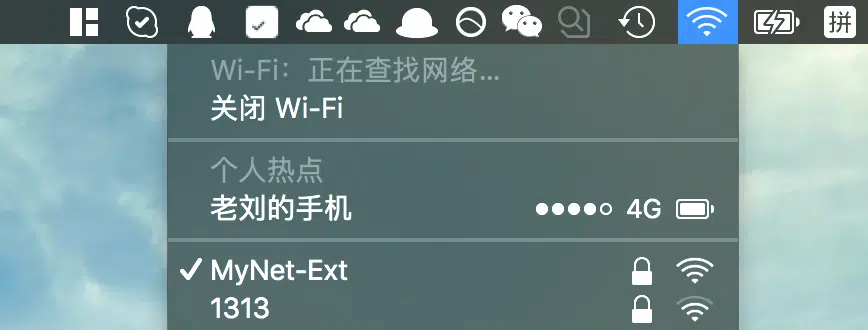 拼
Wi-Fi：正在查找网络...
关闭 Wi-Fi
个人热点
老刘的手机 4G
MyNet-Ext
1313